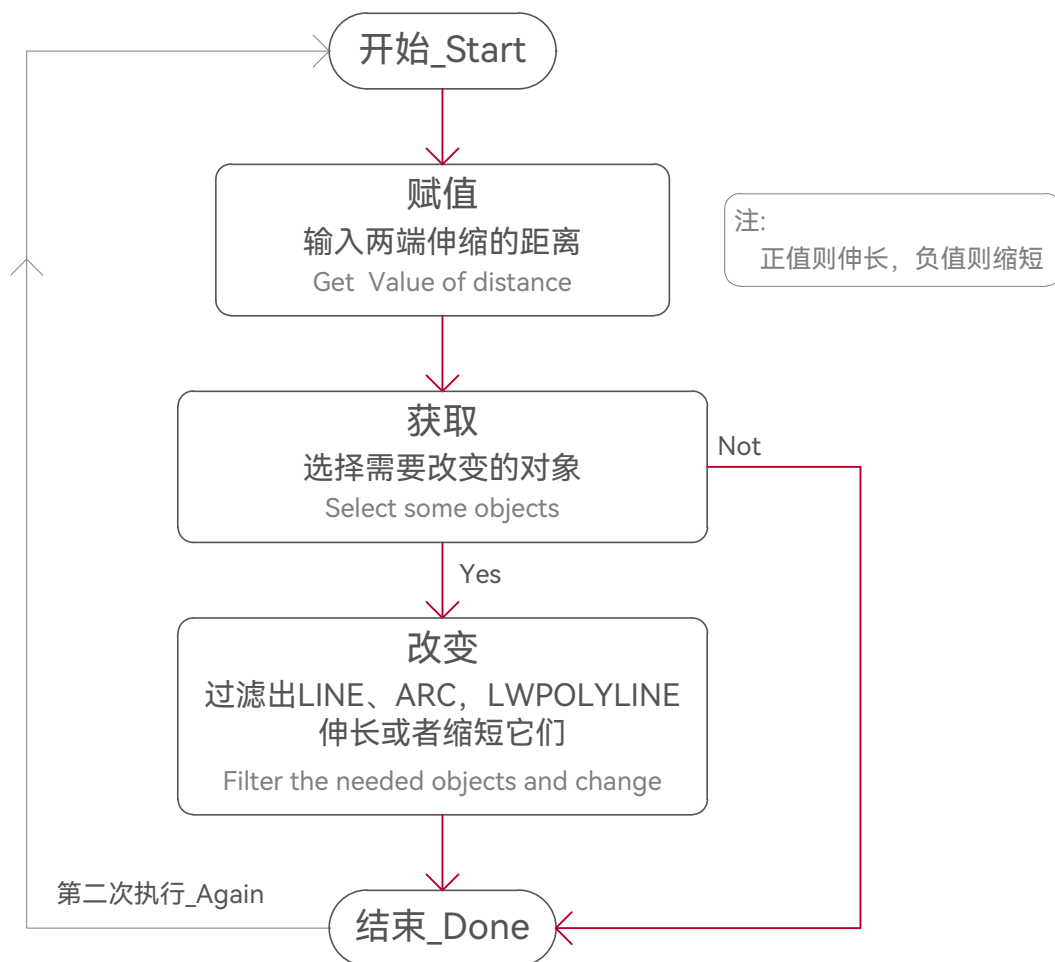 开始_Start
赋值
输入两端伸缩的距离
Get Value of distance
注:
正值则伸长，负值则缩短
获取
选择需要改变的对象
Select some objects
Not
Yes
改变
过滤出LINE、ARC，LWPOLYLINE
伸长或者缩短它们
Filter the needed objects and change
第二次执行_Again
结束_Done